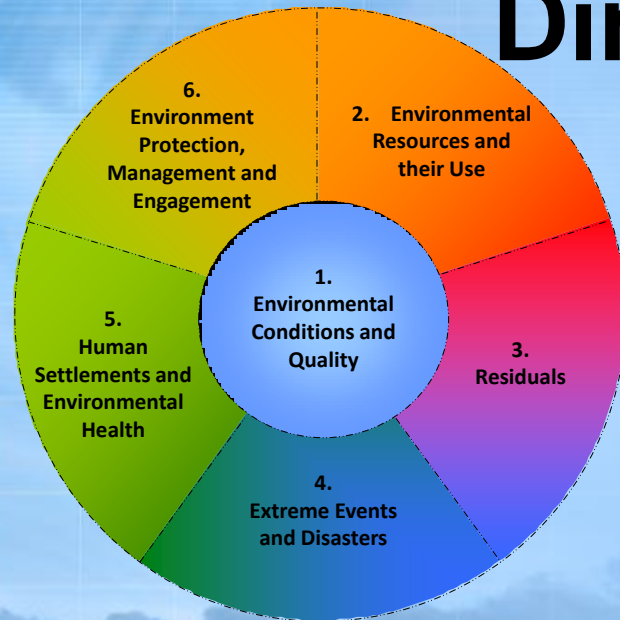 Din
6.
Environment
Protection,
Management and
Engagement
2. Environmental
Resources and
their Use
1.
Environmental
Conditions and
Quality
3.
Residuals
5.
Human
Settlements and
Environmental
Health
4.
Extreme Events
and Disasters